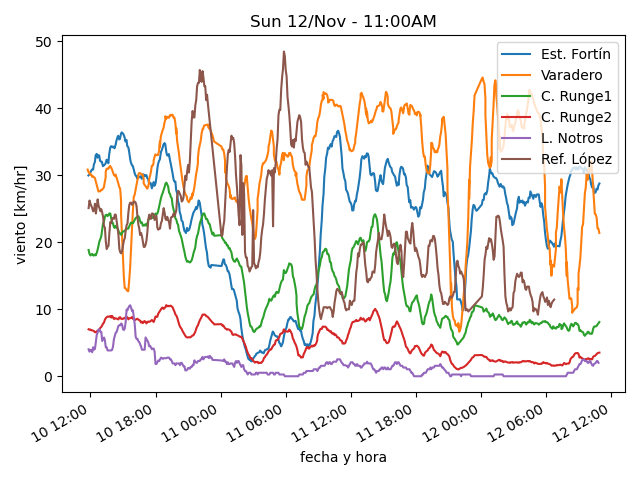 Sun 12/Nov - 11:00AM
Est. Fortín
Varadero
C. Runge1
C. Runge2
L. Notros
Ref. López
viento [km/hr]
50
40
30
20
10
0
10 12:00
10 18:00
11 00:00
11 06:00
11 12:00
11 18:00
12 00:00
12 06:00
12 12:00
fecha y hora